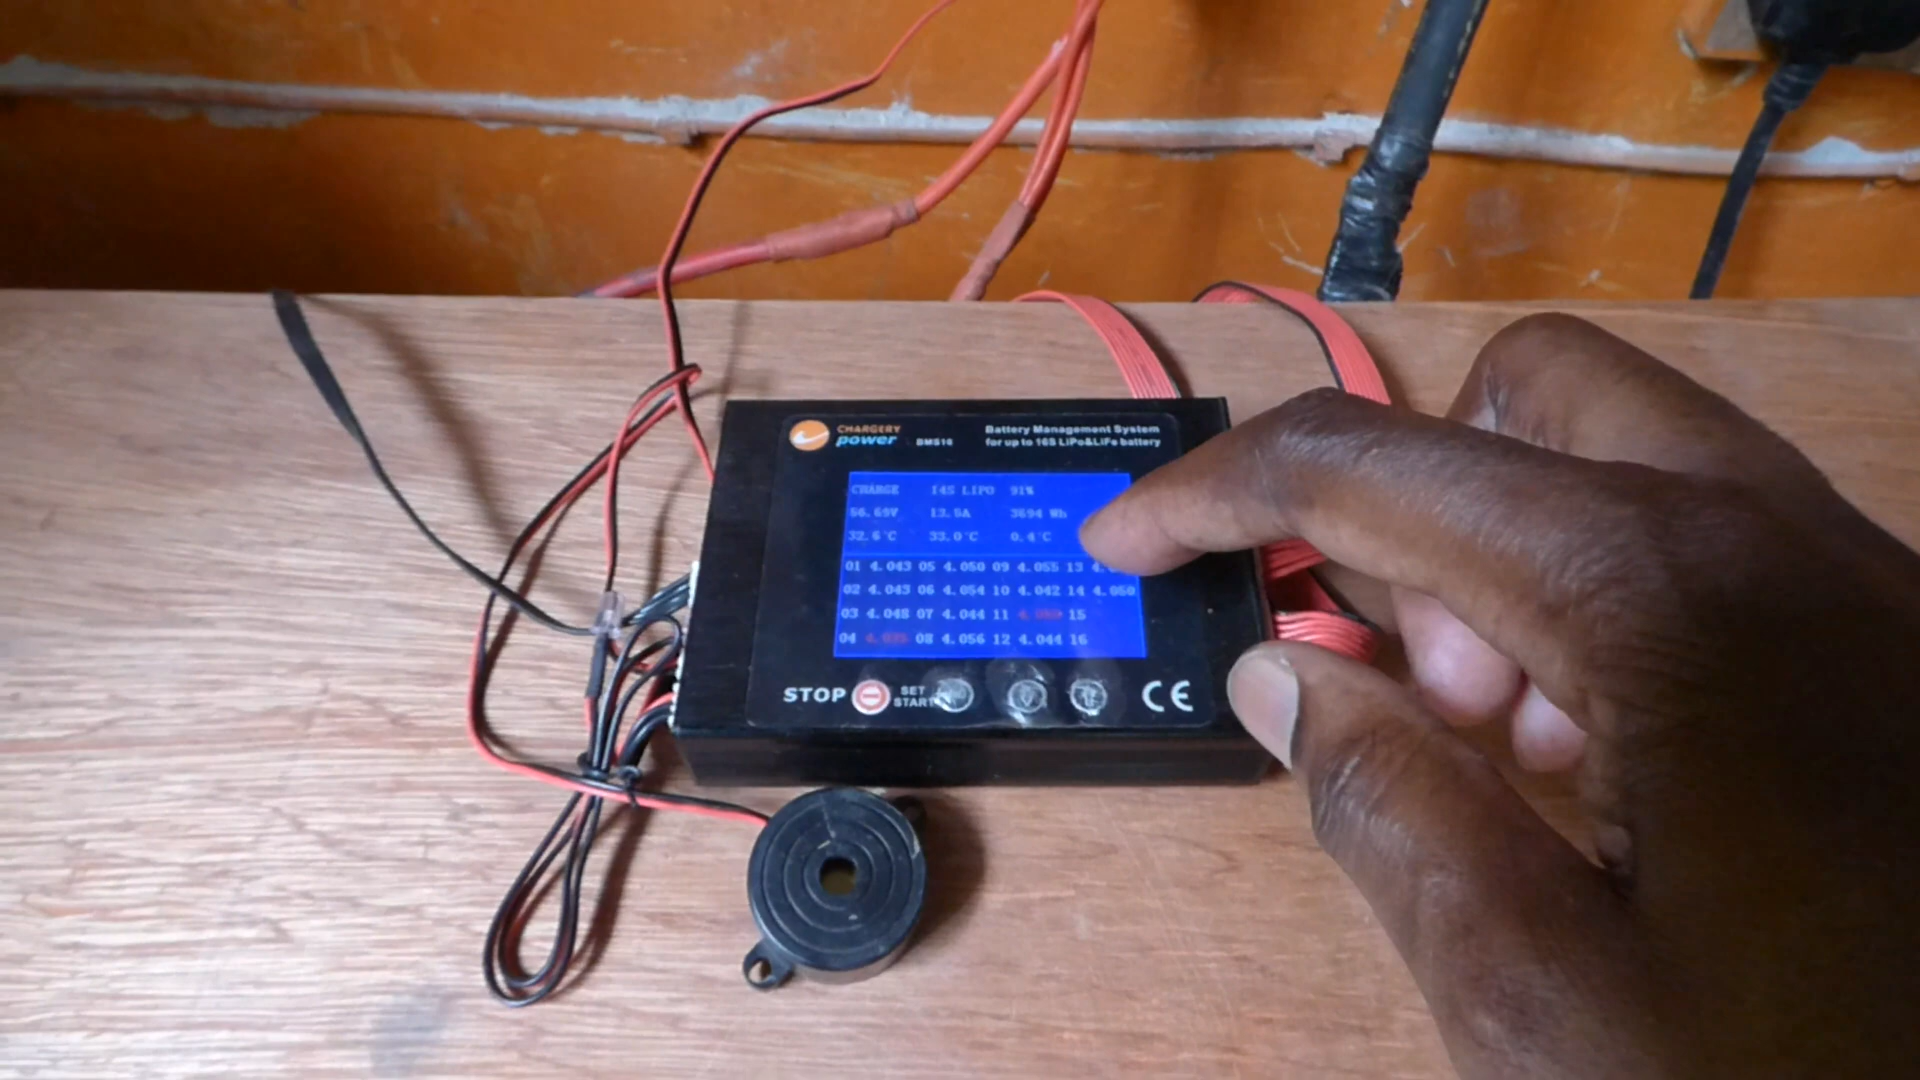 CHARGERY
power
BMS16
Battery Management System
for up to 16S LiPo&LiFe battery
CHARGE 14S LIPO 91%
56.69V 13.5A 3694 Wh
32.6°C 33.0°C 0.4°C
01 4.043 05 4.050 09 4.055 13
02 4.045 06 4.054 10 4.042 14 4.050
03 4.048 07 4.044 11 15
04 08 4.056 12 4.044 16
STOP
SET
START
CE